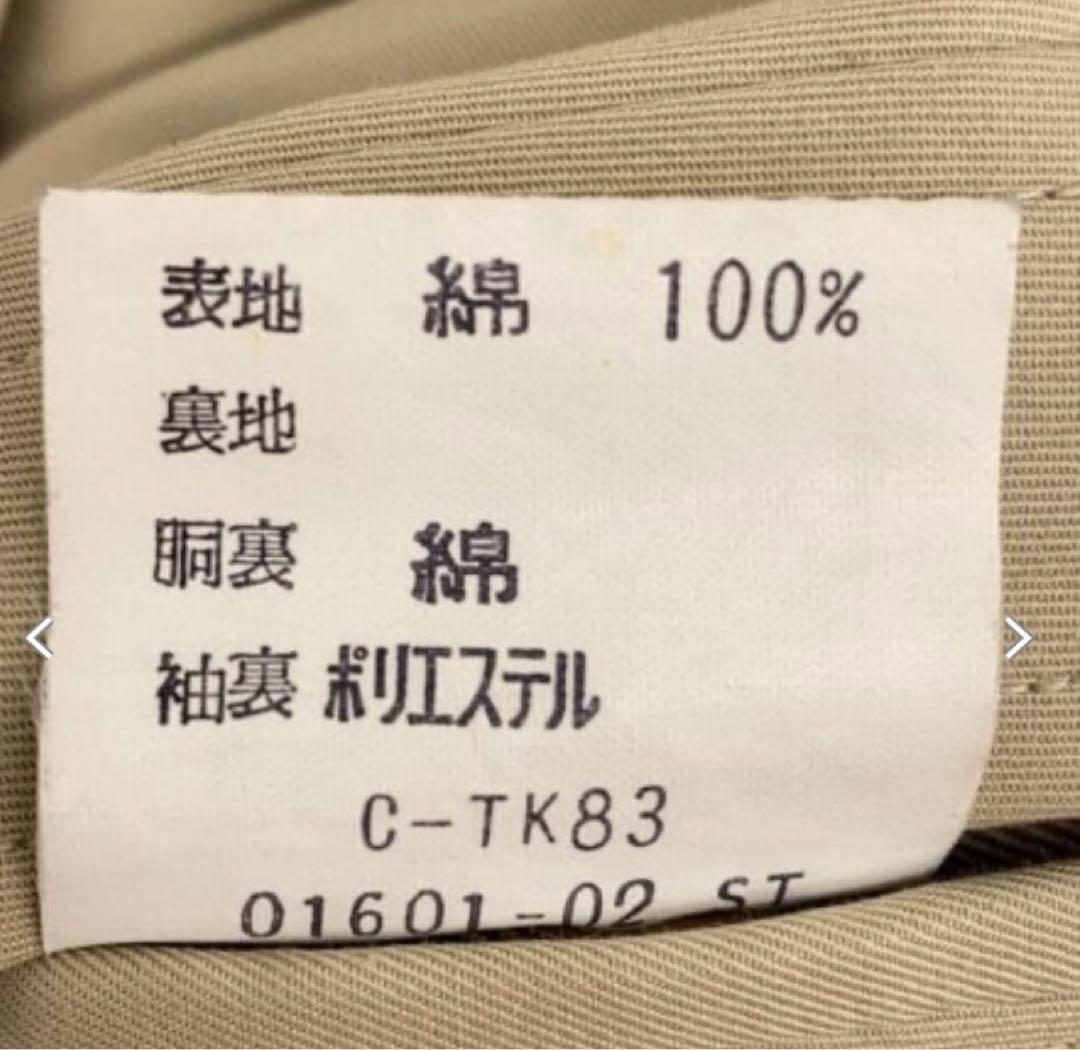 表地 綿 100%
裏地
胴裏 綿
袖裏 ポリエステル
C-TK83
01601-02 ST